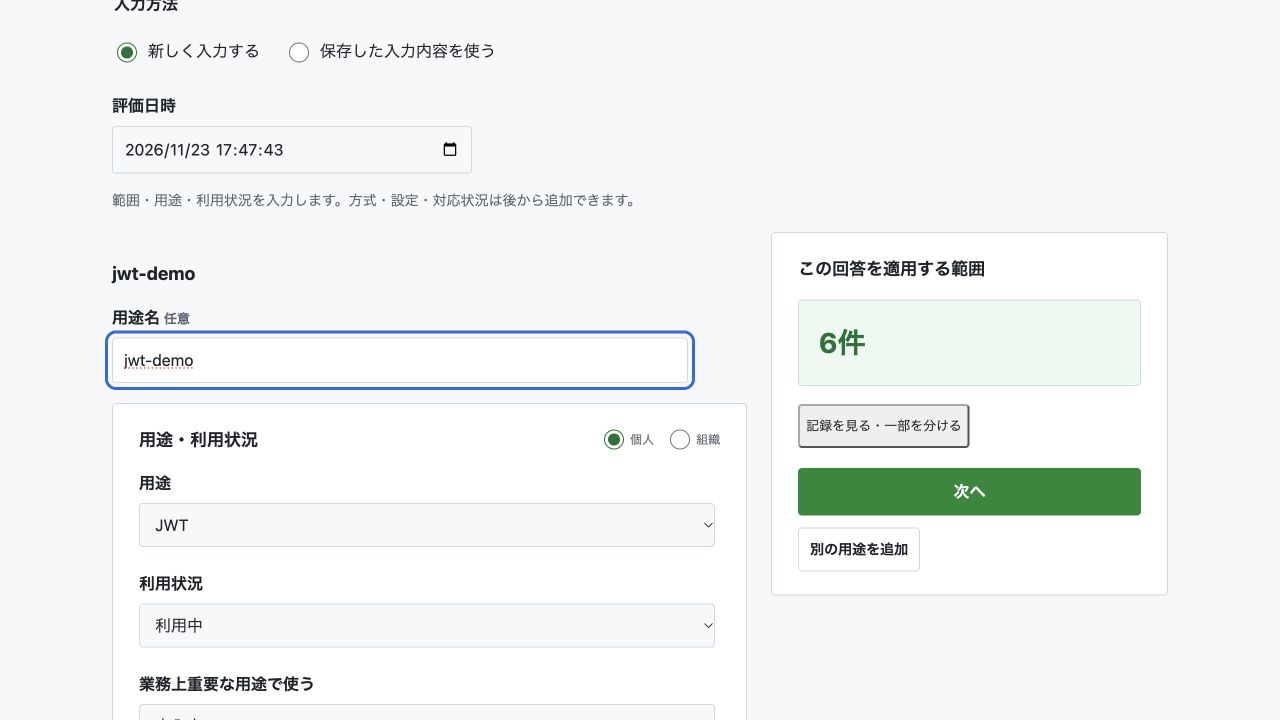 入力方法
新しく入力する
保存した入力内容を使う
評価日時
2026/11/23 17:47:43
範囲・用途・利用状況を入力します。方式・設定・対応状況は後から追加できます。
jwt-demo
用途名 任意
jwt-demo
用途・利用状況
個人
組織
用途
JWT
利用状況
利用中
業務上重要な用途で使う
この回答を適用する範囲
6件
記録を見る・一部を分ける
次へ
別の用途を追加